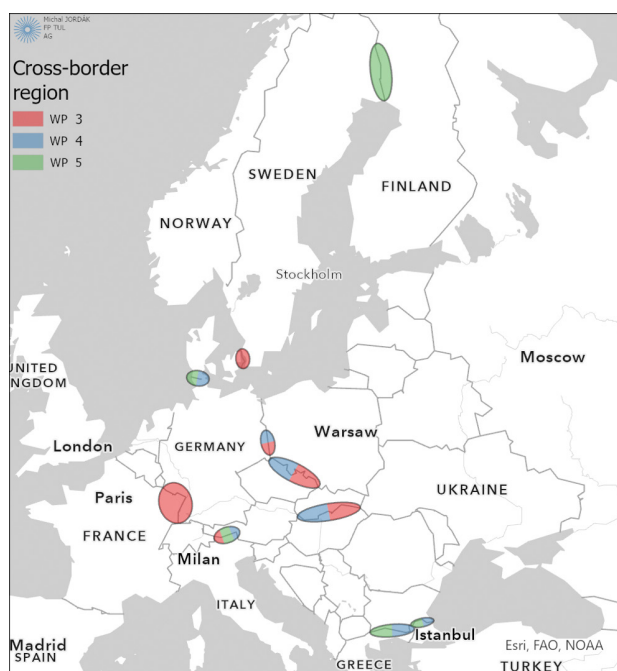 Michal JORDÁK
FP TUL
AG
Cross-border
region
WP 3
WP 4
WP 5
SWEDEN
FINLAND
NORWAY
Stockholm
UNITED
KINGDOM
Moscow
London
GERMANY
Warsaw
Paris
UKRAINE
FRANCE
Milan
ITALY
Istanbul
Madrid
SPAIN
GREECE
Esri, FAO, NOAA
TURKEY